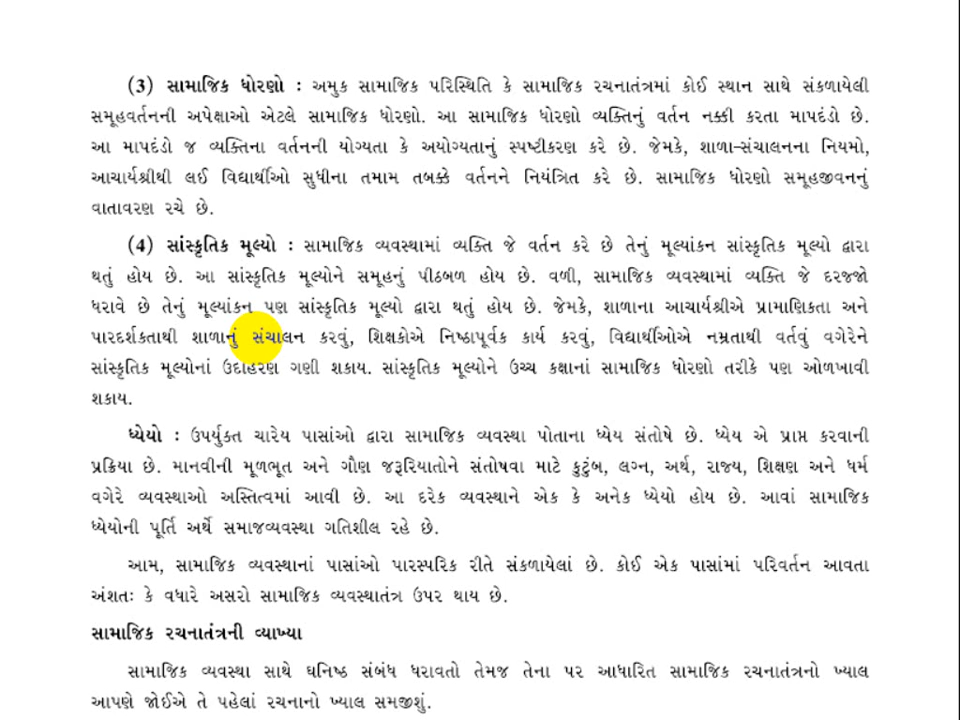 (3) સામાજિક ધોરણો : અમુક સામાજિક પરિસ્થિતિ કે સામાજિક રચનાતંત્રમાં કોઈ સ્થાન સાથે સંકળાયેલી
સમૂહવર્તનની અપેક્ષાઓ એટલે સામાજિક ધોરણો. આ સામાજિક ધોરણો વ્યક્તિનું વર્તન નક્કી કરતા માપદંડો છે.
આ માપદંડો જ વ્યક્તિના વર્તનની યોગ્યતા કે અયોગ્યતાનું સ્પષ્ટીકરણ કરે છે. જેમકે, શાળા-સંચાલનના નિયમો,
આચાર્યશ્રીથી લઈ વિદ્યાર્થીઓ સુધીના તમામ તબક્કે વર્તનને નિયંત્રિત કરે છે. સામાજિક ધોરણો સમૂહજીવનનું
વાતાવરણ રચે છે.
(4) સાંસ્કૃતિક મૂલ્યો : સામાજિક વ્યવસ્થામાં વ્યક્તિ જે વર્તન કરે છે તેનું મૂલ્યાંકન સાંસ્કૃતિક મૂલ્યો દ્વારા
થતું હોય છે. આ સાંસ્કૃતિક મૂલ્યોને સમૂહનું પીઠબળ હોય છે. વળી, સામાજિક વ્યવસ્થામાં વ્યક્તિ જે દરજ્જો
ધરાવે છે તેનું મૂલ્યાંકન પણ સાંસ્કૃતિક મૂલ્યો દ્વારા થતું હોય છે. જેમકે, શાળાના આચાર્યશ્રીએ પ્રામાણિકતા અને
પારદર્શકતાથી શાળાનું સંચાલન કરવું, શિક્ષકોએ નિષ્ઠાપૂર્વક કાર્ય કરવું, વિદ્યાર્થીઓએ નમ્રતાથી વર્તવું વગેરેને
સાંસ્કૃતિક મૂલ્યોનાં ઉદાહરણ ગણી શકાય. સાંસ્કૃતિક મૂલ્યોને ઉચ્ચ કક્ષાનાં સામાજિક ધોરણો તરીકે પણ ઓળખાવી
શકાય.
ધ્યેયો : ઉપર્યુક્ત ચારેય પાસાંઓ દ્વારા સામાજિક વ્યવસ્થા પોતાના ધ્યેય સંતોષે છે. ધ્યેય એ પ્રાપ્ત કરવાની
પ્રક્રિયા છે. માનવીની મૂળભૂત અને ગૌણ જરૂરિયાતોને સંતોષવા માટે કુટુંબ, લગ્ન, અર્થ, રાજ્ય, શિક્ષણ અને ધર્મ
વગેરે વ્યવસ્થાઓ અસ્તિત્વમાં આવી છે. આ દરેક વ્યવસ્થાને એક કે અનેક ધ્યેયો હોય છે. આવાં સામાજિક
ધ્યેયોની પૂર્તિ અર્થે સમાજવ્યવસ્થા ગતિશીલ રહે છે.
આમ, સામાજિક વ્યવસ્થાનાં પાસાંઓ પારસ્પરિક રીતે સંકળાયેલાં છે. કોઈ એક પાસાંમાં પરિવર્તન આવતા
અંશતઃ કે વધારે અસરો સામાજિક વ્યવસ્થાતંત્ર ઉપર થાય છે.
સામાજિક રચનાતંત્રની વ્યાખ્યા
સામાજિક વ્યવસ્થા સાથે ઘનિષ્ઠ સંબંધ ધરાવતો તેમજ તેના પર આધારિત સામાજિક રચનાતંત્રનો ખ્યાલ
આપણે જોઈએ તે પહેલાં રચનાનો ખ્યાલ સમજીશું.